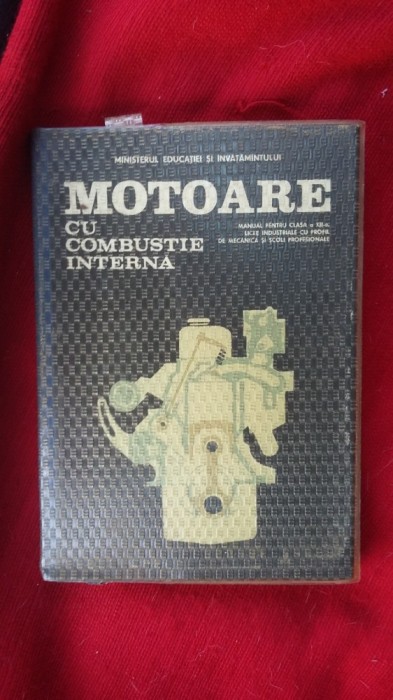 MINISTERUL EDUCAȚIEI ȘI ÎNVĂȚĂMÎNTULUI
MOTOARE
CU
COMBUSTIE
INTERNĂ
MANUAL PENTRU CLASA a XII-a,
LICEE INDUSTRIALE CU PROFIL
DE MECANICĂ ȘI ȘCOLI PROFESIONALE